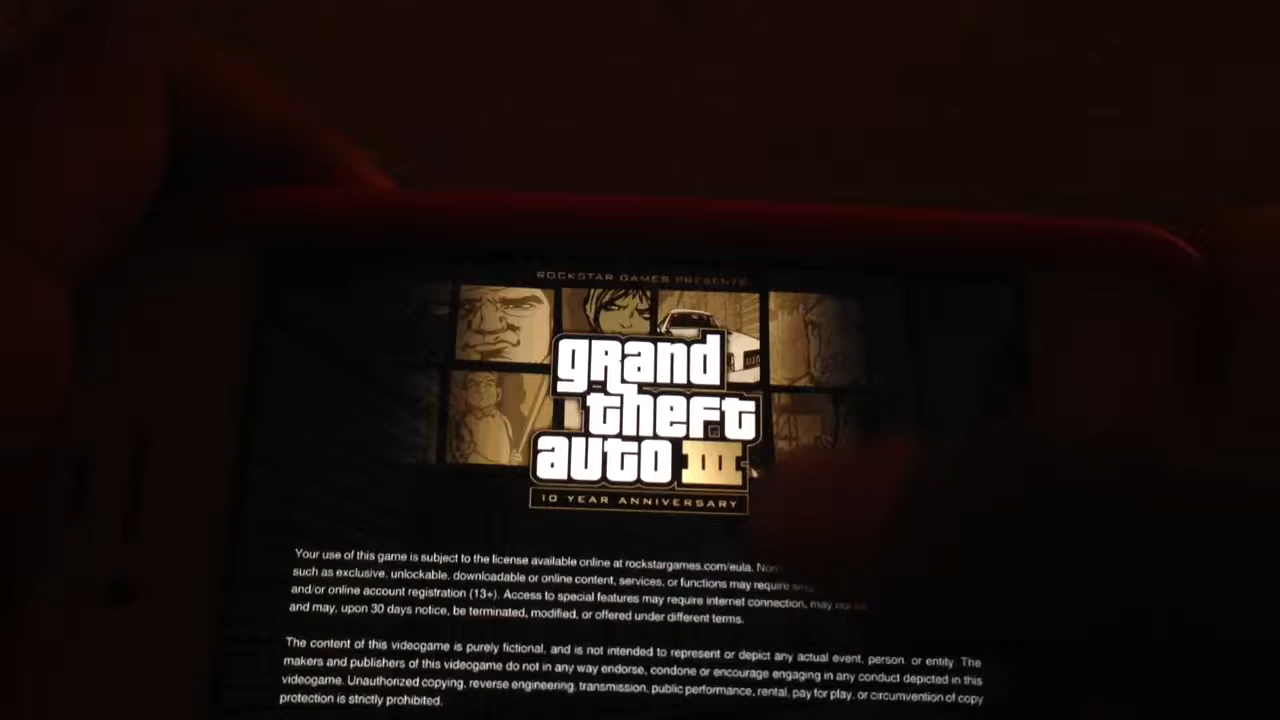 ROCKSTAR GAMES PRESENTS
grand
theft
auto III
10 YEAR ANNIVERSARY
Your use of this game is subject to the license available online at rockstargames.com/eula.
such as exclusive, unlockable, downloadable or online content, services, or functions may require
and/or online account registration (13+). Access to special features may require internet connection, may not
and may, upon 30 days notice, be terminated, modified, or offered under different terms.
The content of this videogame is purely fictional, and is not intended to represent or depict any actual event, person, or entity. The
makers and publishers of this videogame do not in any way endorse, condone or encourage engaging in any conduct depicted in this
videogame. Unauthorized copying, reverse engineering, transmission, public performance, rental, pay for play, or circumvention of copy
protection is strictly prohibited.